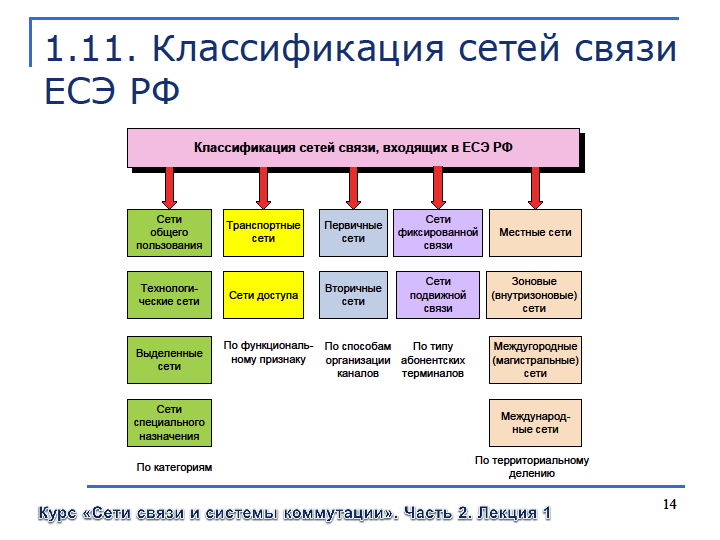 1.11. Классификация сетей связи
ЕСЭ РФ
Классификация сетей связи, входящих в ЕСЭ РФ
Сети
общего
пользования
Технологи-
ческие сети
Выделенные
сети
Сети
специального
назначения
По категориям
Транспортные
сети
Сети доступа
По функциональ-
ному признаку
Первичные
сети
Вторичные
сети
По способам
организации
каналов
Сети
фиксированной
связи
Сети
подвижной
связи
По типу
абонентских
терминалов
Местные сети
Зоновые
(внутризоновые)
сети
Междугородные
(магистральные)
сети
Международ-
ные сети
По территориальному
делению
Курс «Сети связи и системы коммутации». Часть 2. Лекция 1
14